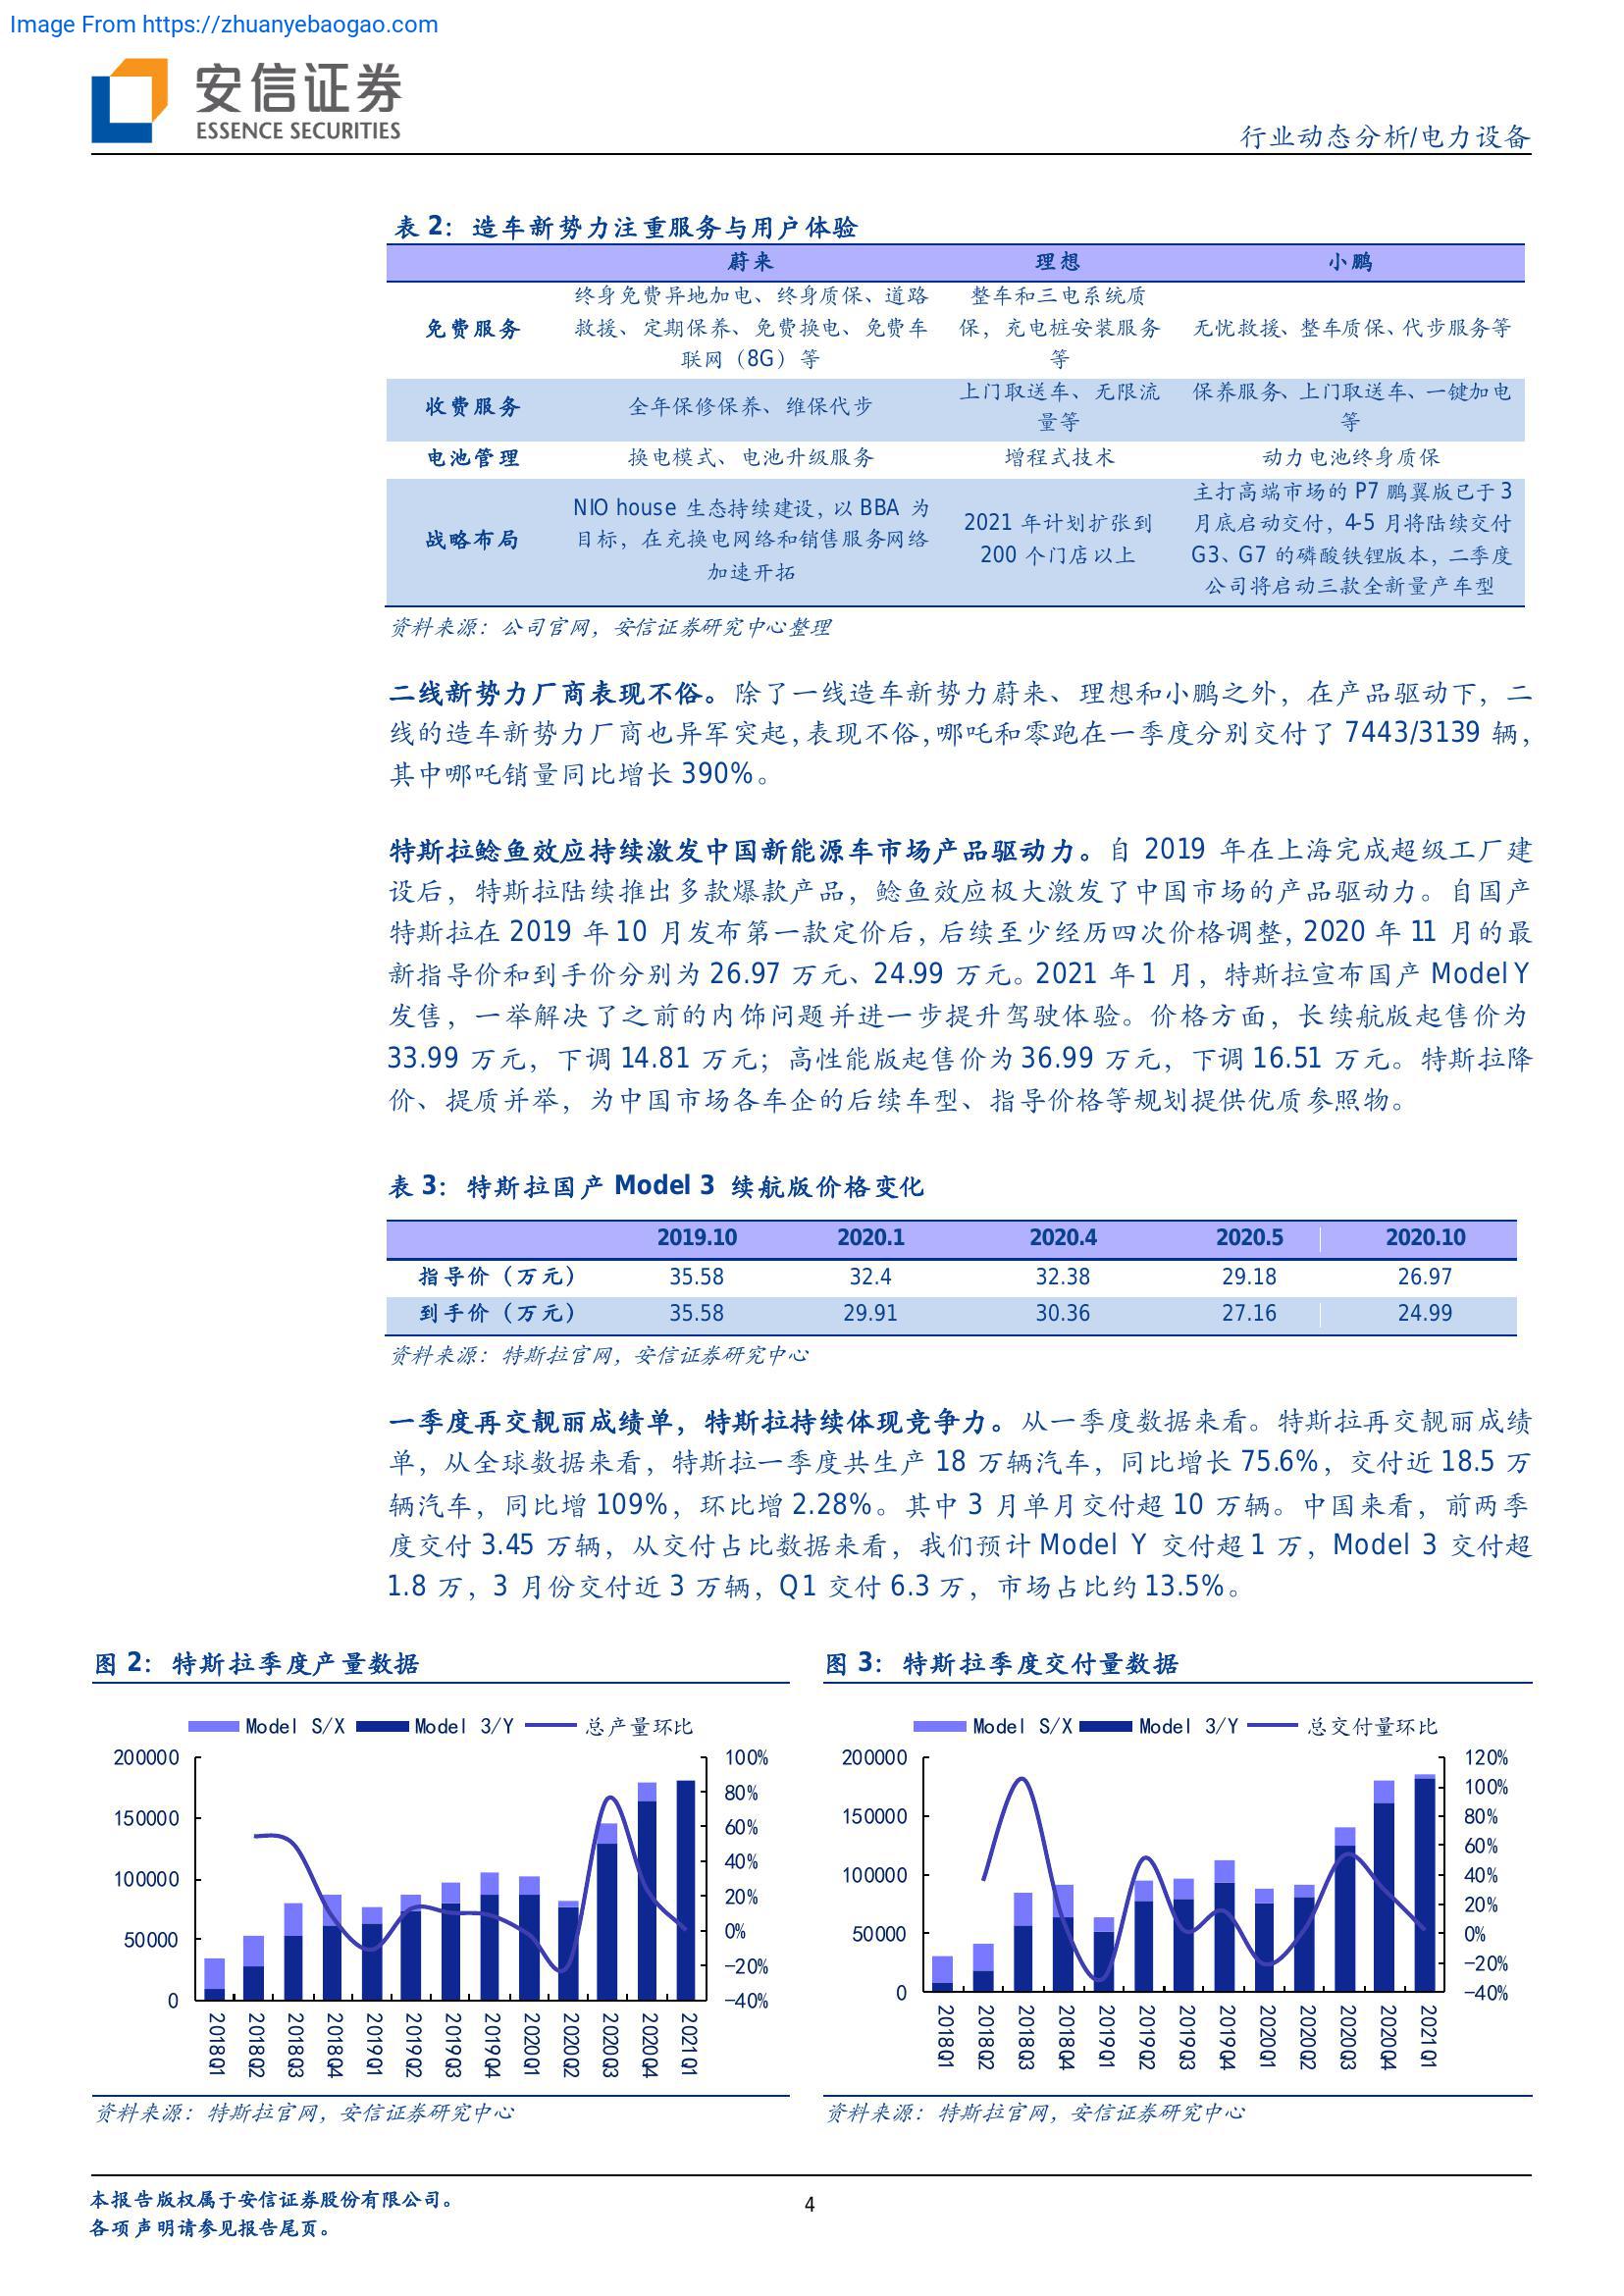 Image From https://zhuanyebaogao.com
安信证券
ESSENCE SECURITIES
行业动态分析/电力设备
表 2：造车新势力注重服务与用户体验
蔚来 理想 小鹏
免费服务 终身免费异地加电、终身质保、道路救援、定期保养、免费换电、免费车联网（8G）等 整车和三电系统质保，充电桩安装服务等 无忧救援、整车质保、代步服务等
收费服务 全年保修保养、维保代步 上门取送车、无限流量等 保养服务、上门取送车、一键加电等
电池管理 换电模式、电池升级服务 增程式技术 动力电池终身质保
战略布局 NIO house 生态持续建设，以 BBA 为目标，在充换电网络和销售服务网络加速开拓 2021 年计划扩张到 200 个门店以上 主打高端市场的 P7 鹏翼版已于 3 月底启动交付，4-5 月将陆续交付 G3、G7 的磷酸铁锂版本，二季度公司将启动三款全新量产车型
资料来源：公司官网，安信证券研究中心整理
二线新势力厂商表现不俗。除了一线造车新势力蔚来、理想和小鹏之外，在产品驱动下，二
线的造车新势力厂商也异军突起，表现不俗，哪吒和零跑在一季度分别交付了 7443/3139 辆，
其中哪吒销量同比增长 390%。
特斯拉鲶鱼效应持续激发中国新能源车市场产品驱动力。自 2019 年在上海完成超级工厂建
设后，特斯拉陆续推出多款爆款产品，鲶鱼效应极大激发了中国市场的产品驱动力。自国产
特斯拉在 2019 年 10 月发布第一款定价后，后续至少经历四次价格调整，2020 年 11 月的最
新指导价和到手价分别为 26.97 万元、24.99 万元。2021 年 1 月，特斯拉宣布国产 Model Y
发售，一举解决了之前的内饰问题并进一步提升驾驶体验。价格方面，长续航版起售价为
33.99 万元，下调 14.81 万元；高性能版起售价为 36.99 万元，下调 16.51 万元。特斯拉降
价、提质并举，为中国市场各车企的后续车型、指导价格等规划提供优质参照物。
表 3：特斯拉国产 Model 3 续航版价格变化
2019.10 2020.1 2020.4 2020.5 2020.10
指导价（万元） 35.58 32.4 32.38 29.18 26.97
到手价（万元） 35.58 29.91 30.36 27.16 24.99
资料来源：特斯拉官网，安信证券研究中心
一季度再交靓丽成绩单，特斯拉持续体现竞争力。从一季度数据来看。特斯拉再交靓丽成绩
单，从全球数据来看，特斯拉一季度共生产 18 万辆汽车，同比增长 75.6%，交付近 18.5 万
辆汽车，同比增 109%，环比增 2.28%。其中 3 月单月交付超 10 万辆。中国来看，前两季
度交付 3.45 万辆，从交付占比数据来看，我们预计 Model Y 交付超 1 万，Model 3 交付超
1.8 万，3 月份交付近 3 万辆，Q1 交付 6.3 万，市场占比约 13.5%。
图 2：特斯拉季度产量数据
Model S/X Model 3/Y 总产量环比
200000
150000
100000
50000
0
100%
80%
60%
40%
20%
0%
-20%
-40%
2018Q1 2018Q2 2018Q3 2018Q4 2019Q1 2019Q2 2019Q3 2019Q4 2020Q1 2020Q2 2020Q3 2020Q4 2021Q1
资料来源：特斯拉官网，安信证券研究中心
图 3：特斯拉季度交付量数据
Model S/X Model 3/Y 总交付量环比
200000
150000
100000
50000
0
120%
100%
80%
60%
40%
20%
0%
-20%
-40%
2018Q1 2018Q2 2018Q3 2018Q4 2019Q1 2019Q2 2019Q3 2019Q4 2020Q1 2020Q2 2020Q3 2020Q4 2021Q1
资料来源：特斯拉官网，安信证券研究中心
本报告版权属于安信证券股份有限公司。
各项声明请参见报告尾页。
4